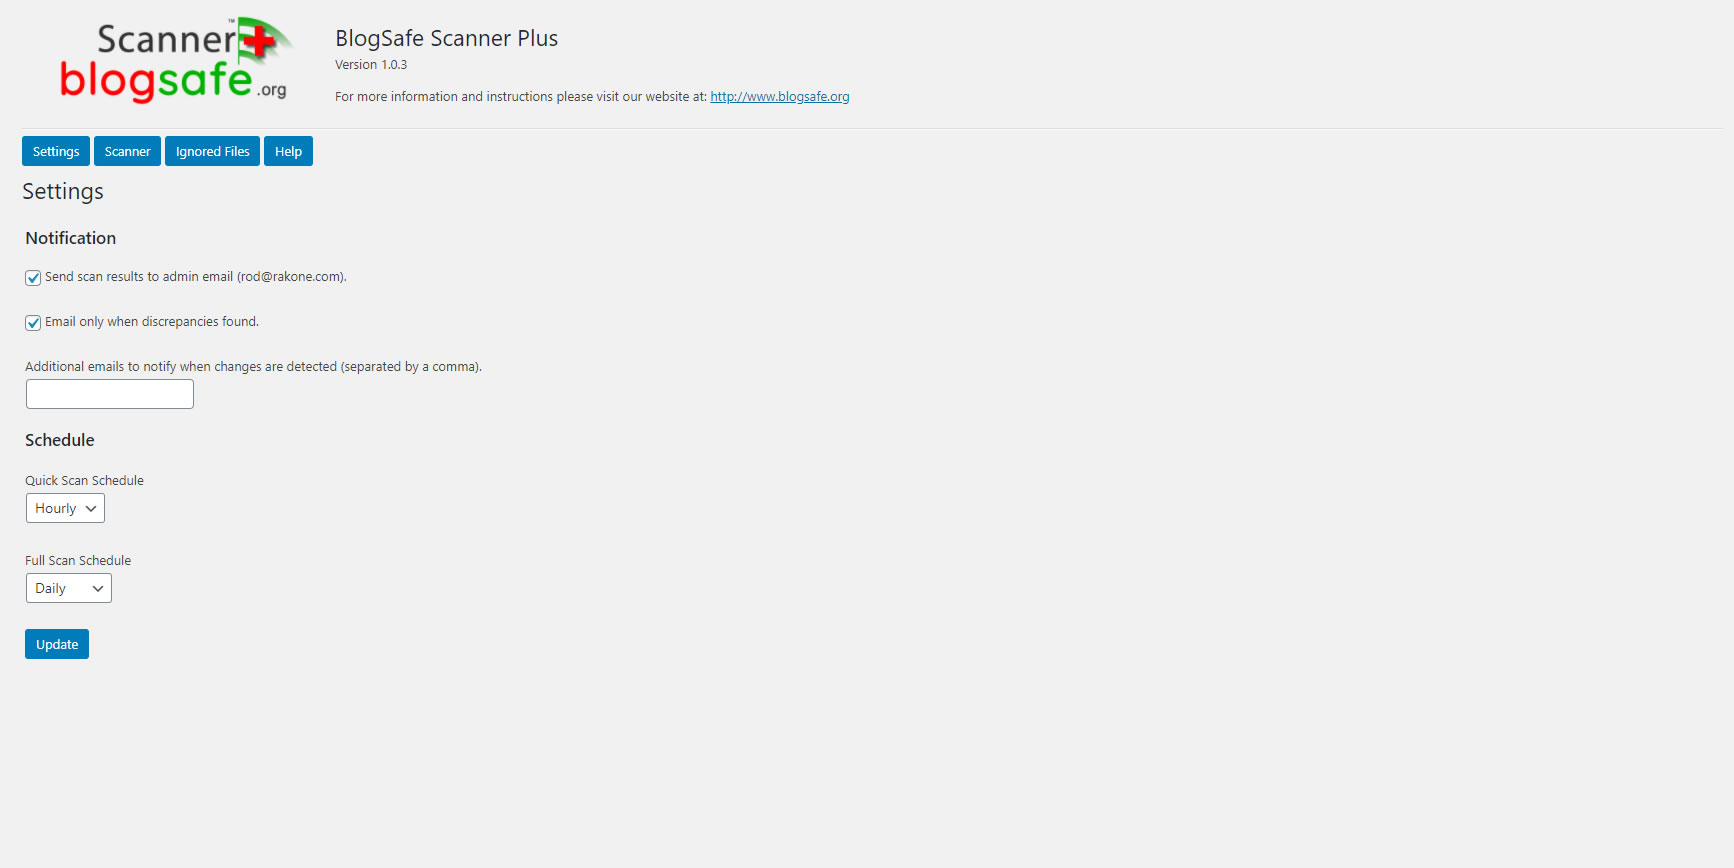 Scanner™
blogsafe.org
BlogSafe Scanner Plus
Version 1.0.3
For more information and instructions please visit our website at: http://www.blogsafe.org
Settings Scanner Ignored Files Help
Settings
Notification
Send scan results to admin email (rod@rakone.com).
Email only when discrepancies found.
Additional emails to notify when changes are detected (separated by a comma).
Schedule
Quick Scan Schedule
Hourly
Full Scan Schedule
Daily
Update